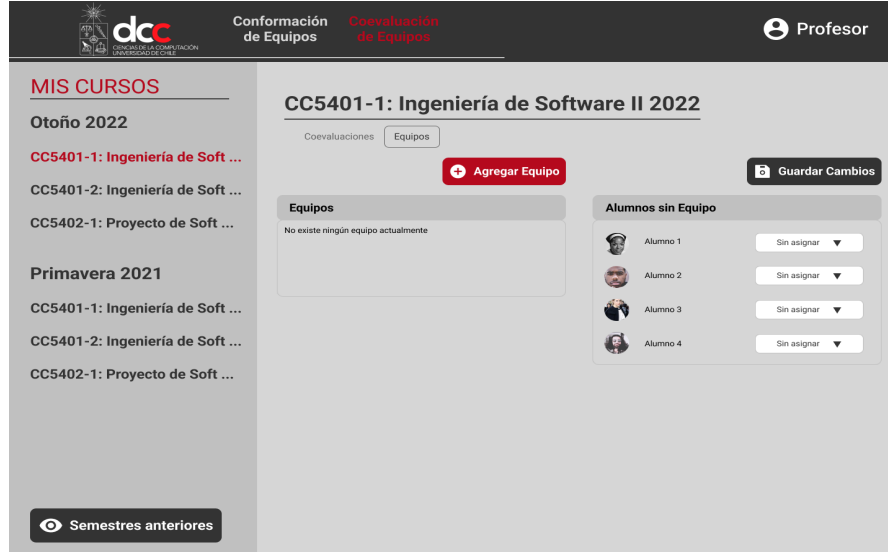 dcc
CIENCIAS DE LA COMPUTACIÓN
UNIVERSIDAD DE CHILE
Conformación
de Equipos
Coevaluación
de Equipos
Profesor
MIS CURSOS
Otoño 2022
CC5401-1: Ingeniería de Soft ...
CC5401-2: Ingeniería de Soft ...
CC5402-1: Proyecto de Soft ...
Primavera 2021
CC5401-1: Ingeniería de Soft ...
CC5401-2: Ingeniería de Soft ...
CC5402-1: Proyecto de Soft ...
Semestres anteriores
CC5401-1: Ingeniería de Software II 2022
Coevaluaciones Equipos
Agregar Equipo
Guardar Cambios
Equipos
No existe ningún equipo actualmente
Alumnos sin Equipo
Alumno 1 Sin asignar
Alumno 2 Sin asignar
Alumno 3 Sin asignar
Alumno 4 Sin asignar